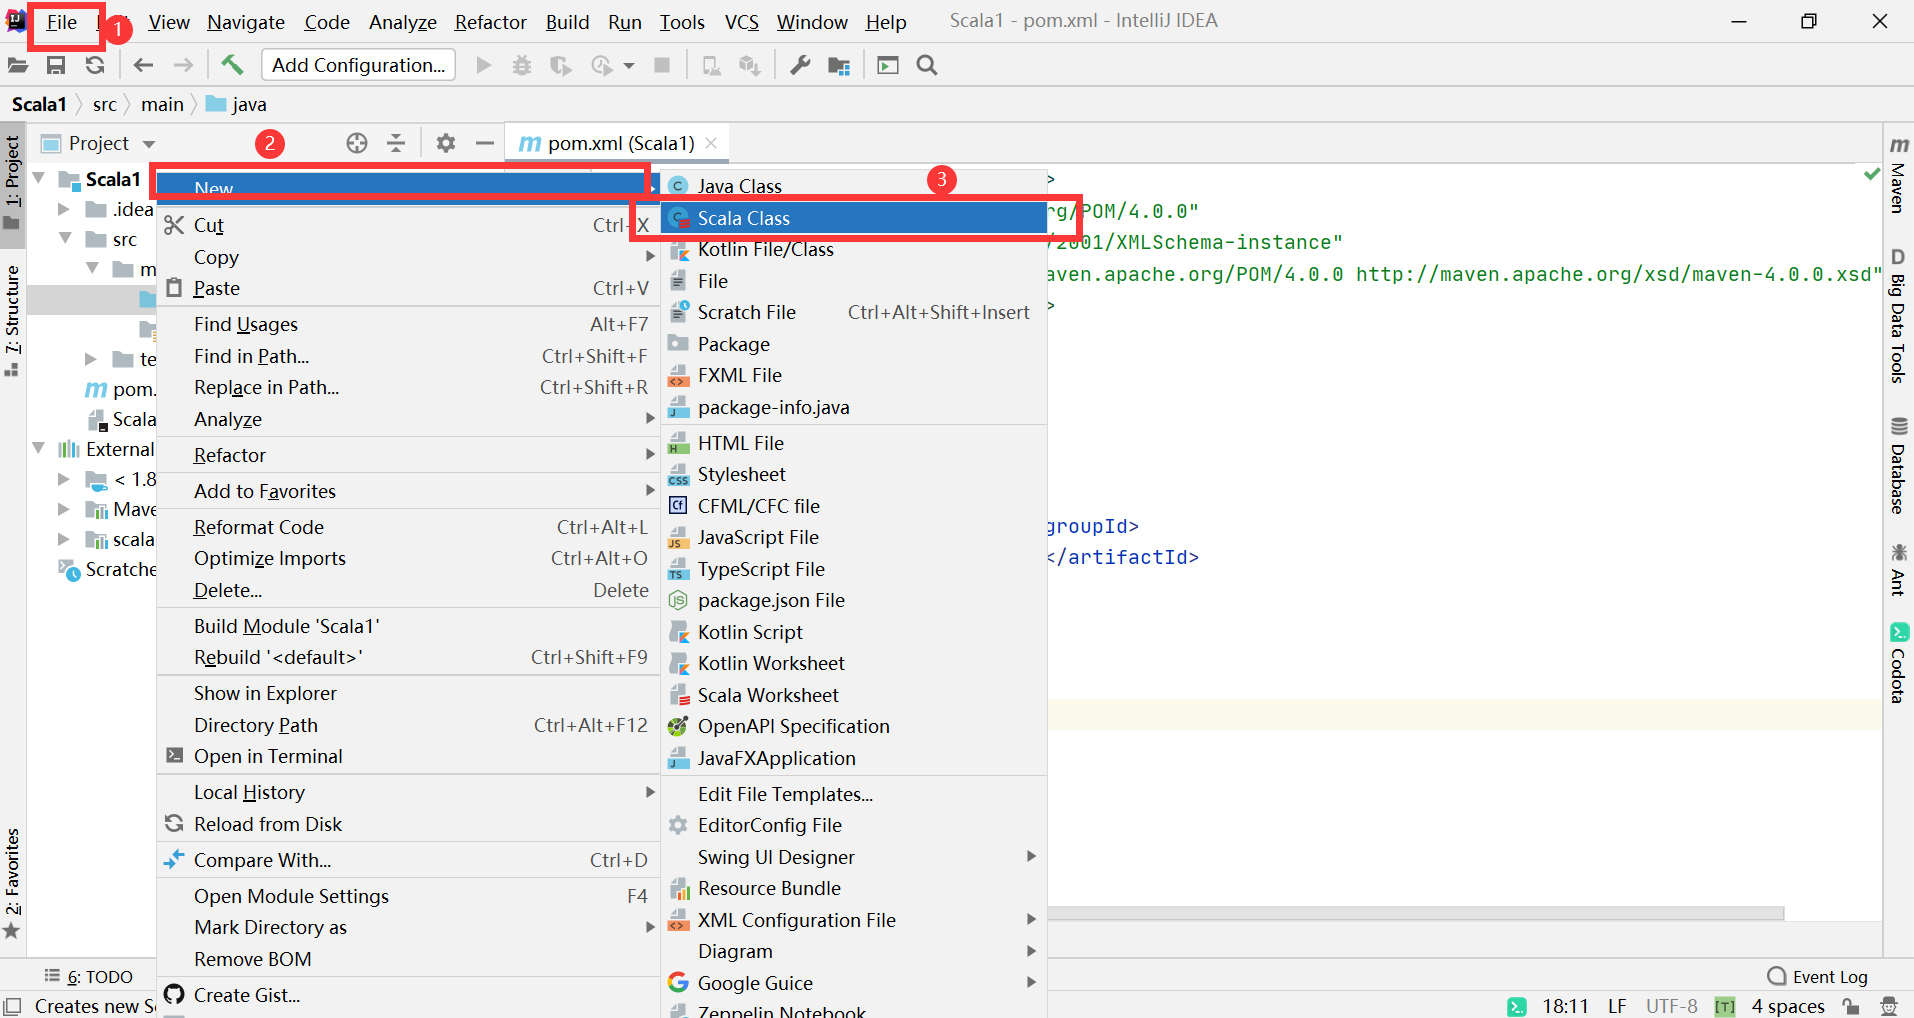 File
1
View Navigate Code Analyze Refactor Build Run Tools VCS Window Help
Scala1 - pom.xml - IntelliJ IDEA
Add Configuration...
Scala1 src main java
1: Project
7: Structure
2: Favorites
Project
2
pom.xml (Scala1)
Scala1
.idea
src
m
te
pom.
Scala
External
< 1.8
Mave
scala
Scratche
New
Cut Ctrl+X
Copy
Paste Ctrl+V
Find Usages Alt+F7
Find in Path... Ctrl+Shift+F
Replace in Path... Ctrl+Shift+R
Analyze
Refactor
Add to Favorites
Reformat Code Ctrl+Alt+L
Optimize Imports Ctrl+Alt+O
Delete... Delete
Build Module 'Scala1'
Rebuild '<default>' Ctrl+Shift+F9
Show in Explorer
Directory Path Ctrl+Alt+F12
Open in Terminal
Local History
Reload from Disk
Compare With... Ctrl+D
Open Module Settings F4
Mark Directory as
Remove BOM
Create Gist...
3
Java Class
Scala Class
Kotlin File/Class
File
Scratch File Ctrl+Alt+Shift+Insert
Package
FXML File
package-info.java
HTML File
Stylesheet
CFML/CFC file
JavaScript File
TypeScript File
package.json File
Kotlin Script
Kotlin Worksheet
Scala Worksheet
OpenAPI Specification
JavaFXApplication
Edit File Templates...
EditorConfig File
Swing UI Designer
Resource Bundle
XML Configuration File
Diagram
Google Guice
Zeppelin Notebook
>
rg/POM/4.0.0"
/2001/XMLSchema-instance"
aven.apache.org/POM/4.0.0 http://maven.apache.org/xsd/maven-4.0.0.xsd"
>
groupId>
</artifactId>
Maven
Big Data Tools
Database
Ant
Codota
6: TODO
Event Log
Creates new S
18:11 LF UTF-8 4 spaces